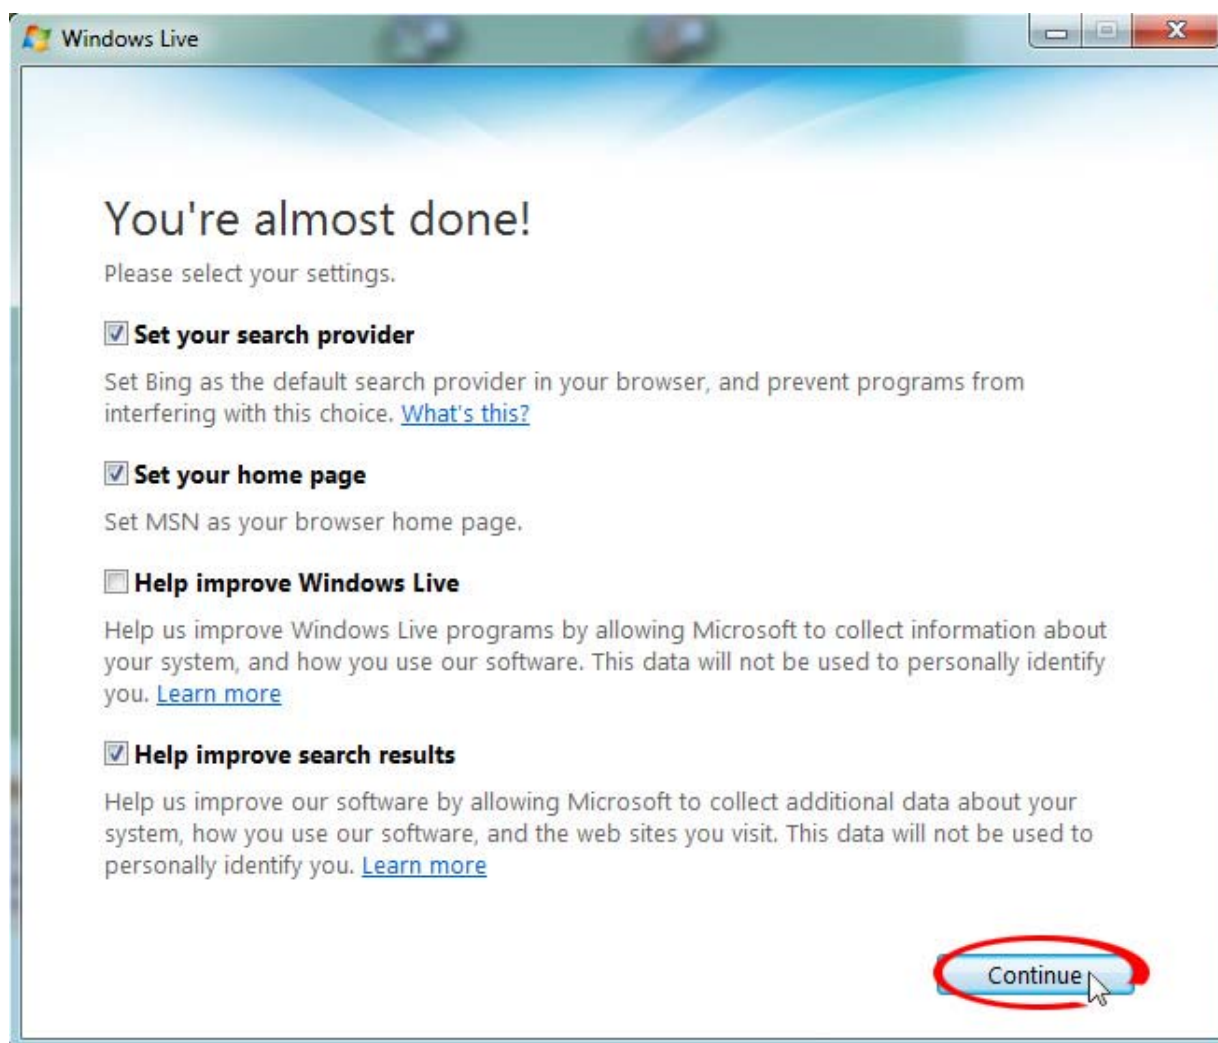 Windows Live
You're almost done!
Please select your settings.
Set your search provider
Set Bing as the default search provider in your browser, and prevent programs from
interfering with this choice. What's this?
Set your home page
Set MSN as your browser home page.
Help improve Windows Live
Help us improve Windows Live programs by allowing Microsoft to collect information about
your system, and how you use our software. This data will not be used to personally identify
you. Learn more
Help improve search results
Help us improve our software by allowing Microsoft to collect additional data about your
system, how you use our software, and the web sites you visit. This data will not be used to
personally identify you. Learn more
Continue